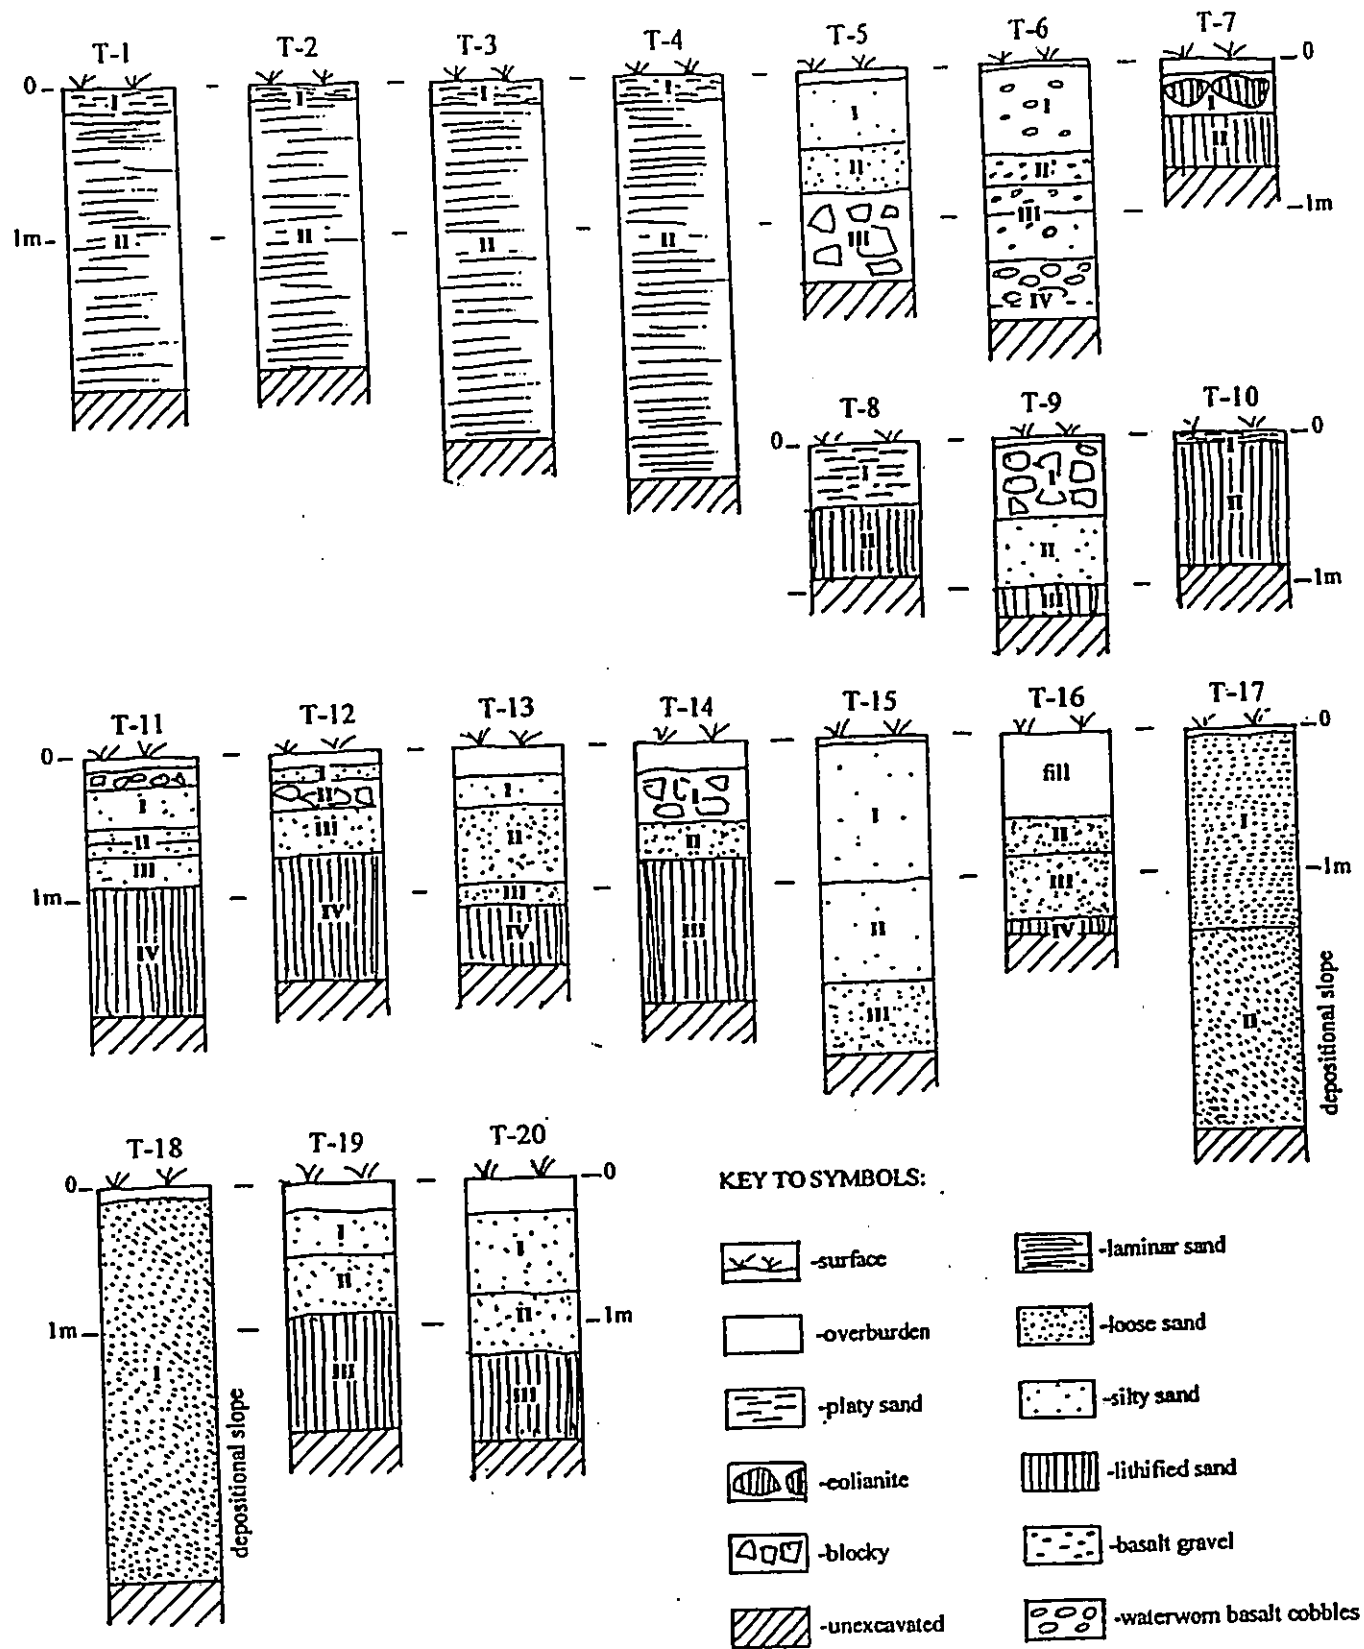 T-1 T-2 T-3 T-4 T-5 T-6 T-7
0 0
I I I I I I I
II II II II II II II
III III
IV
1m 1m
T-8 T-9 T-10
0 0
I I I
II II II
III
1m
T-11 T-12 T-13 T-14 T-15 T-16 T-17
0 0
I I I I I fill I
II II II II II II II
III III III III III III
IV IV IV IV
1m 1m
depositional slope
T-18 T-19 T-20
0 0
I I I
II II
III III
1m 1m
depositional slope
KEY TO SYMBOLS:
-surface
-overburden
-platy sand
-eolianite
-blocky
-unexcavated
-laminar sand
-loose sand
-silty sand
-lithified sand
-basalt gravel
-waterworn basalt cobbles